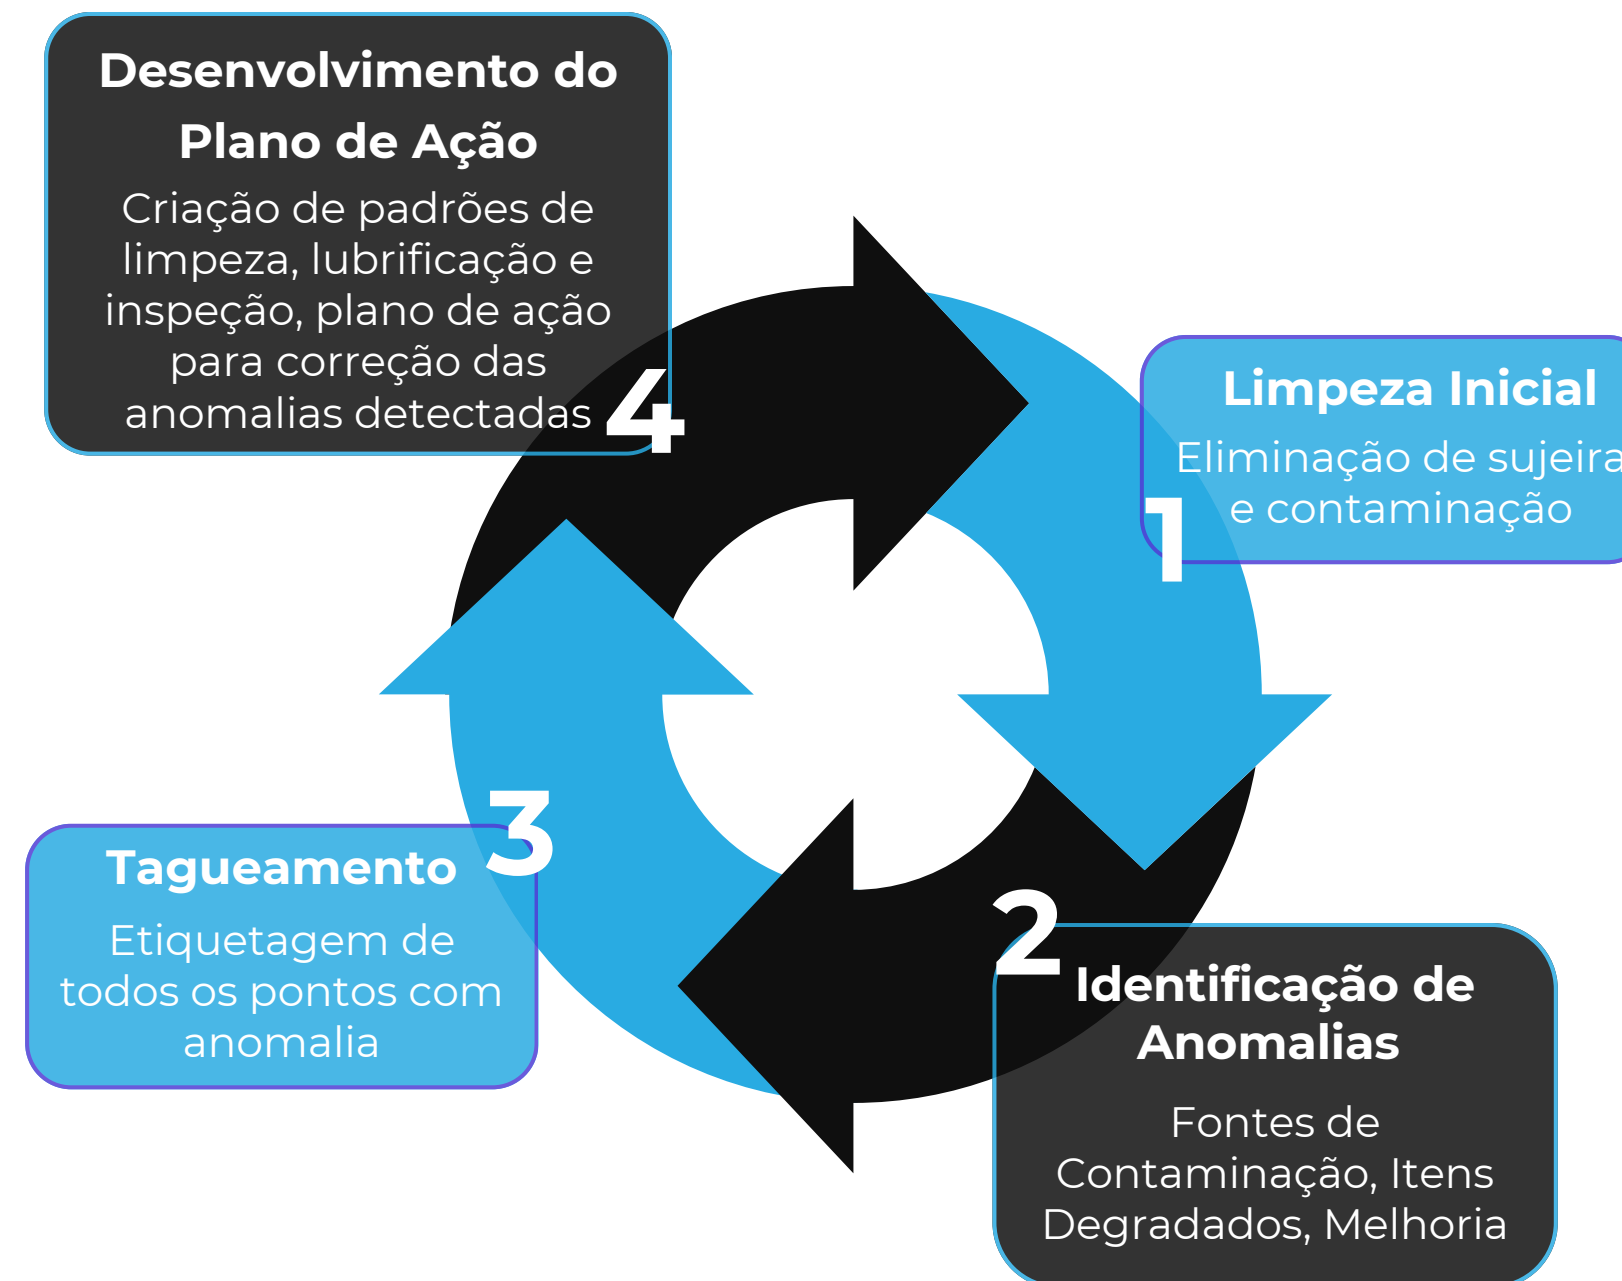 Desenvolvimento do
Plano de Ação
Criação de padrões de
limpeza, lubrificação e
inspeção, plano de ação
para correção das
anomalias detectadas
4
Limpeza Inicial
Eliminação de sujeira
e contaminação
1
3
Tagueamento
Etiquetagem de
todos os pontos com
anomalia
2
Identificação de
Anomalias
Fontes de
Contaminação, Itens
Degradados, Melhoria